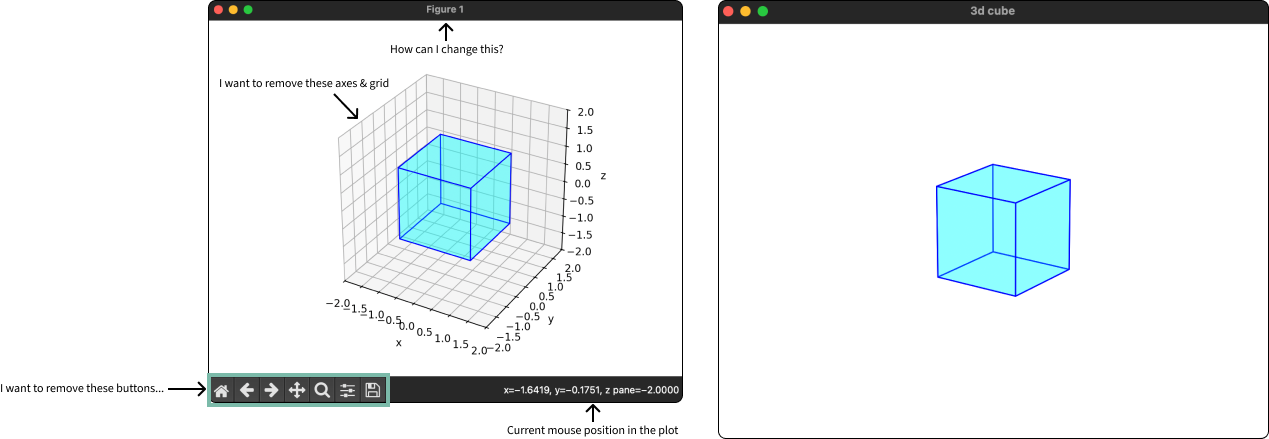 Figure 1
How can I change this?
I want to remove these axes & grid
2.0
1.5
1.0
0.5
0.0
−0.5
−1.0
−1.5
−2.0
z
2.0
1.5
1.0
0.5
0.0
−0.5
−1.0
−1.5
−2.0
y
−2.0
−1.5
−1.0
−0.5
0.0
0.5
1.0
1.5
2.0
x
I want to remove these buttons...
x=−1.6419, y=−0.1751, z pane=−2.0000
Current mouse position in the plot
3d cube